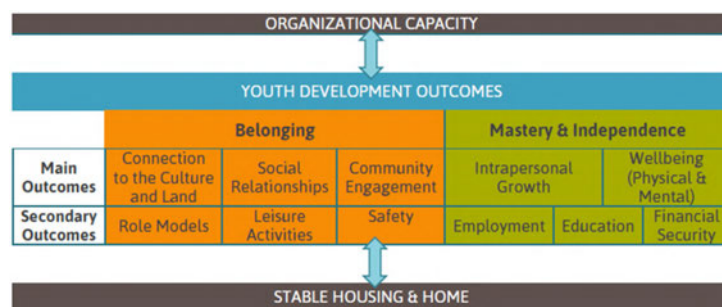 ORGANIZATIONAL CAPACITY
YOUTH DEVELOPMENT OUTCOMES
Belonging
Mastery & Independence
Main
Outcomes
Connection
to the Culture
and Land
Social
Relationships
Community
Engagement
Intrapersonal
Growth
Wellbeing
(Physical &
Mental)
Secondary
Outcomes
Role Models
Leisure
Activities
Safety
Employment
Education
Financial
Security
STABLE HOUSING & HOME